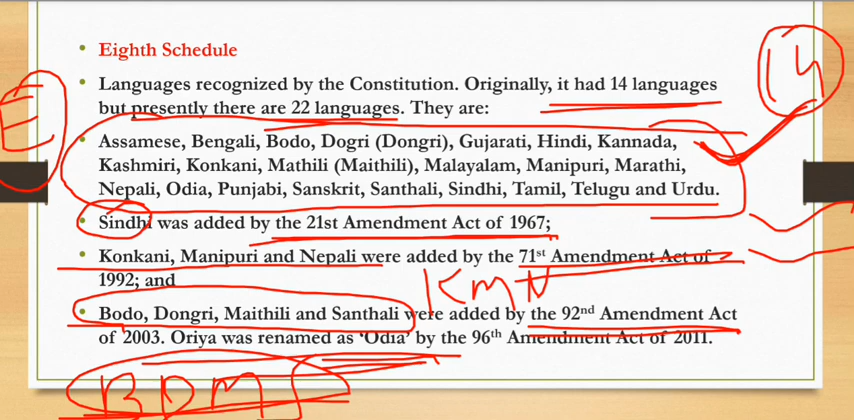 Eighth Schedule
Languages recognized by the Constitution. Originally, it had 14 languages
but presently there are 22 languages. They are:
Assamese, Bengali, Bodo, Dogri (Dongri), Gujarati, Hindi, Kannada,
Kashmiri, Konkani, Mathili (Maithili), Malayalam, Manipuri, Marathi,
Nepali, Odia, Punjabi, Sanskrit, Santhali, Sindhi, Tamil, Telugu and Urdu.
Sindhi was added by the 21st Amendment Act of 1967;
Konkani, Manipuri and Nepali were added by the 71st Amendment Act of
1992; and
Bodo, Dongri, Maithili and Santhali were added by the 92nd Amendment Act
of 2003. Oriya was renamed as ‘Odia’ by the 96th Amendment Act of 2011.
14
E
KMN
BDM